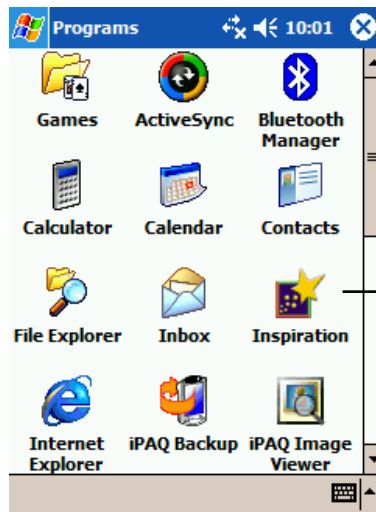 Programs 10:01
Games ActiveSync Bluetooth Manager
Calculator Calendar Contacts
File Explorer Inbox Inspiration
Internet Explorer iPAQ Backup iPAQ Image Viewer